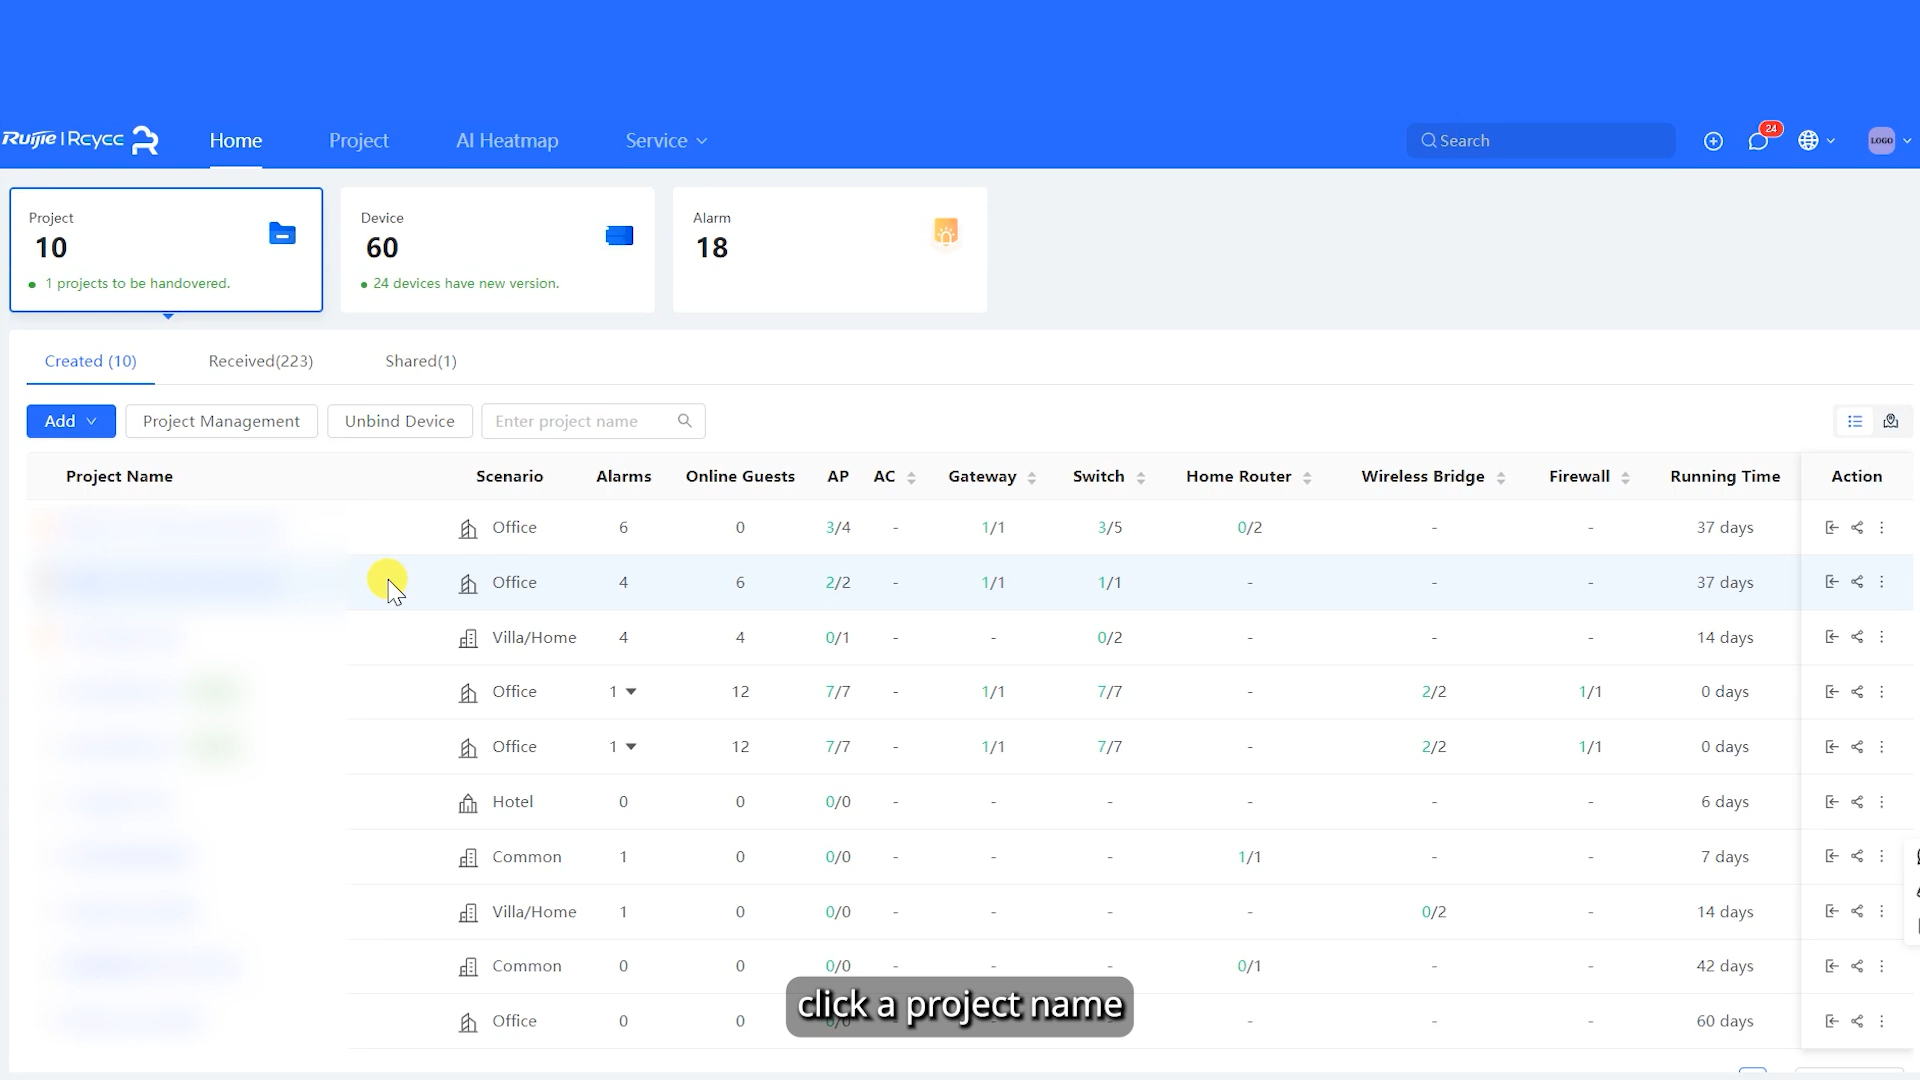 Ruijie | Rcycc Home Project AI Heatmap Service Search 24 LOGO
Project Device Alarm
10 60 18
1 projects to be handovered. 24 devices have new version.
Created (10) Received(223) Shared(1)
Add Project Management Unbind Device Enter project name
Project Name Scenario Alarms Online Guests AP AC Gateway Switch Home Router Wireless Bridge Firewall Running Time Action
Office 6 0 3/4 - 1/1 3/5 0/2 - - 37 days
Office 4 6 2/2 - 1/1 1/1 - - - 37 days
Villa/Home 4 4 0/1 - - 0/2 - - - 14 days
Office 1 12 7/7 - 1/1 7/7 - 2/2 1/1 0 days
Office 1 12 7/7 - 1/1 7/7 - 2/2 1/1 0 days
Hotel 0 0 0/0 - - - - - - 6 days
Common 1 0 0/0 - - - 1/1 - - 7 days
Villa/Home 1 0 0/0 - - - - 0/2 - 14 days
Common 0 0 0/0 - - - 0/1 - - 42 days
Office 0 0 0/0 - - - - - - 60 days
click a project name